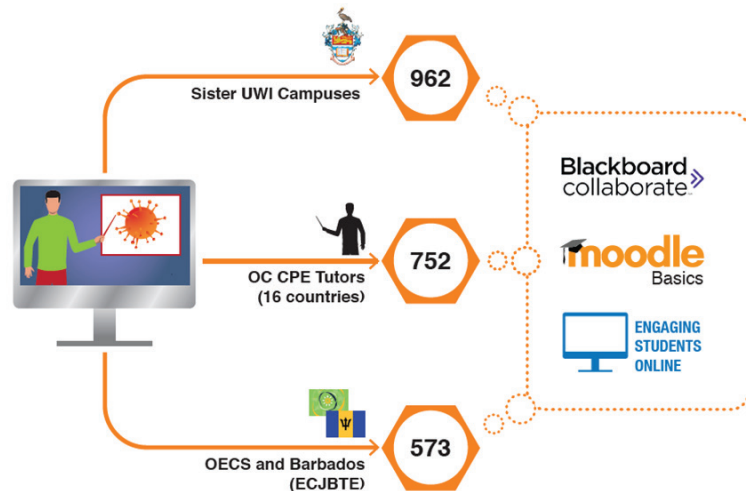 962
Sister UWI Campuses
Blackboard
collaborate
752
OC CPE Tutors
(16 countries)
moodle
Basics
ENGAGING
STUDENTS
ONLINE
573
OECS and Barbados
(ECJBTE)